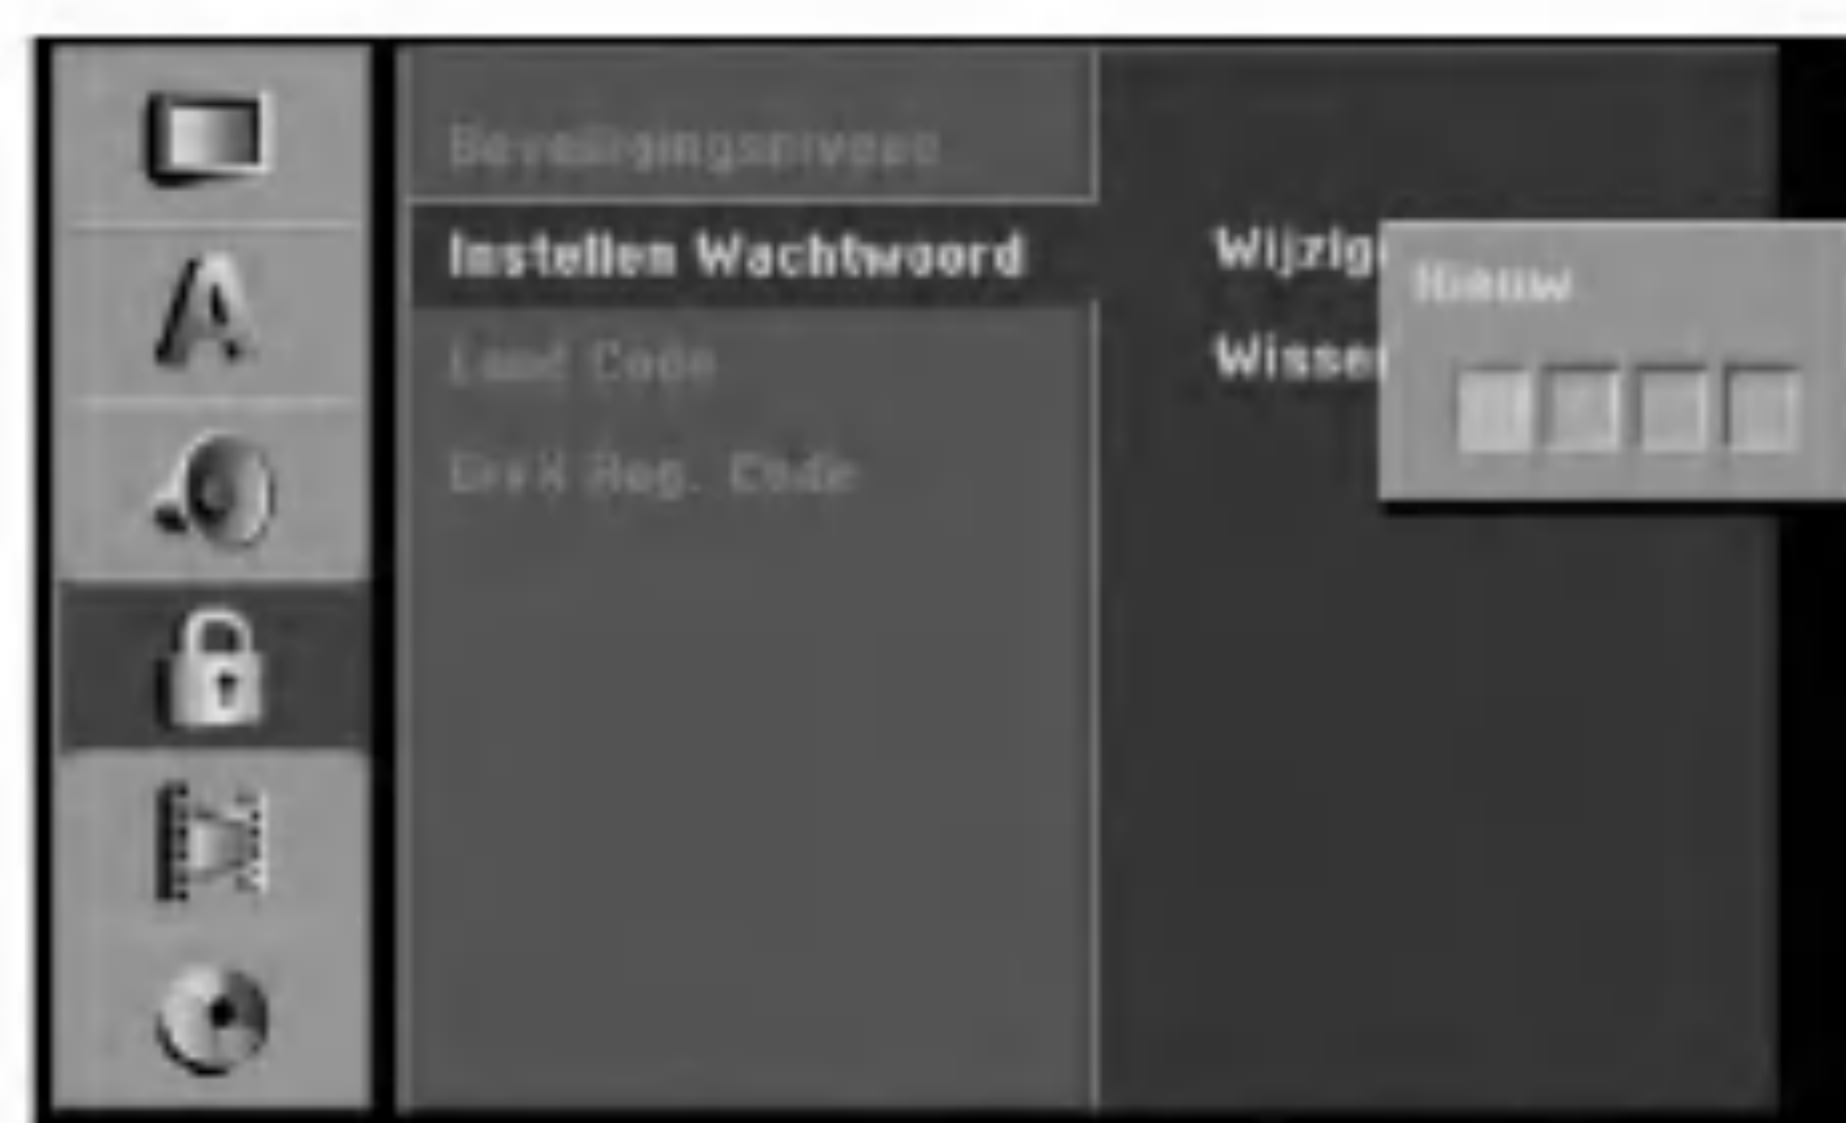 Beveiligingsniveau
Instellen Wachtwoord
Land Code
DivX Reg. Code
Wijzig
Wisse
Nieuw